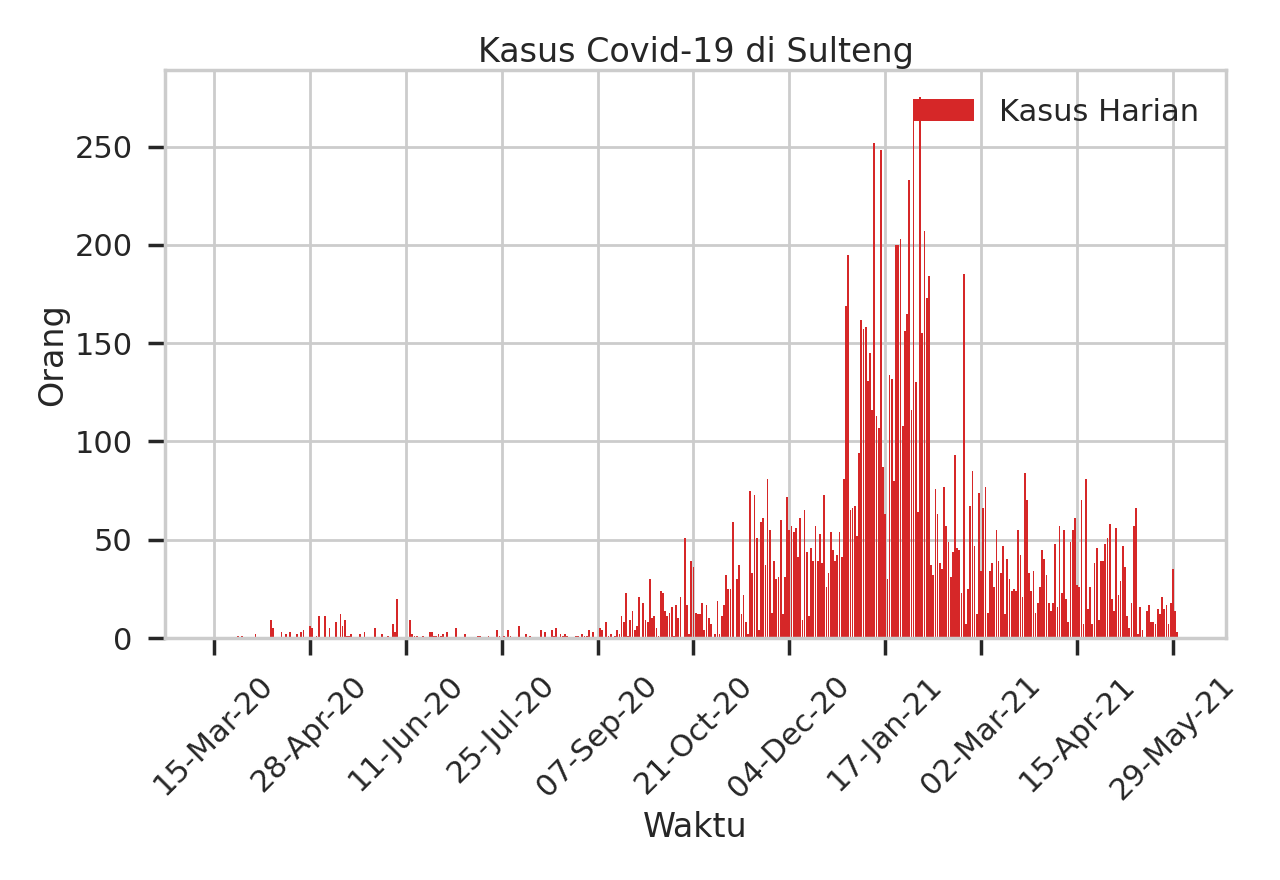 Kasus Covid-19 di Sulteng
Kasus Harian
Orang
250
200
150
100
50
0
15-Mar-20
28-Apr-20
11-Jun-20
25-Jul-20
07-Sep-20
21-Oct-20
04-Dec-20
17-Jan-21
02-Mar-21
15-Apr-21
29-May-21
Waktu